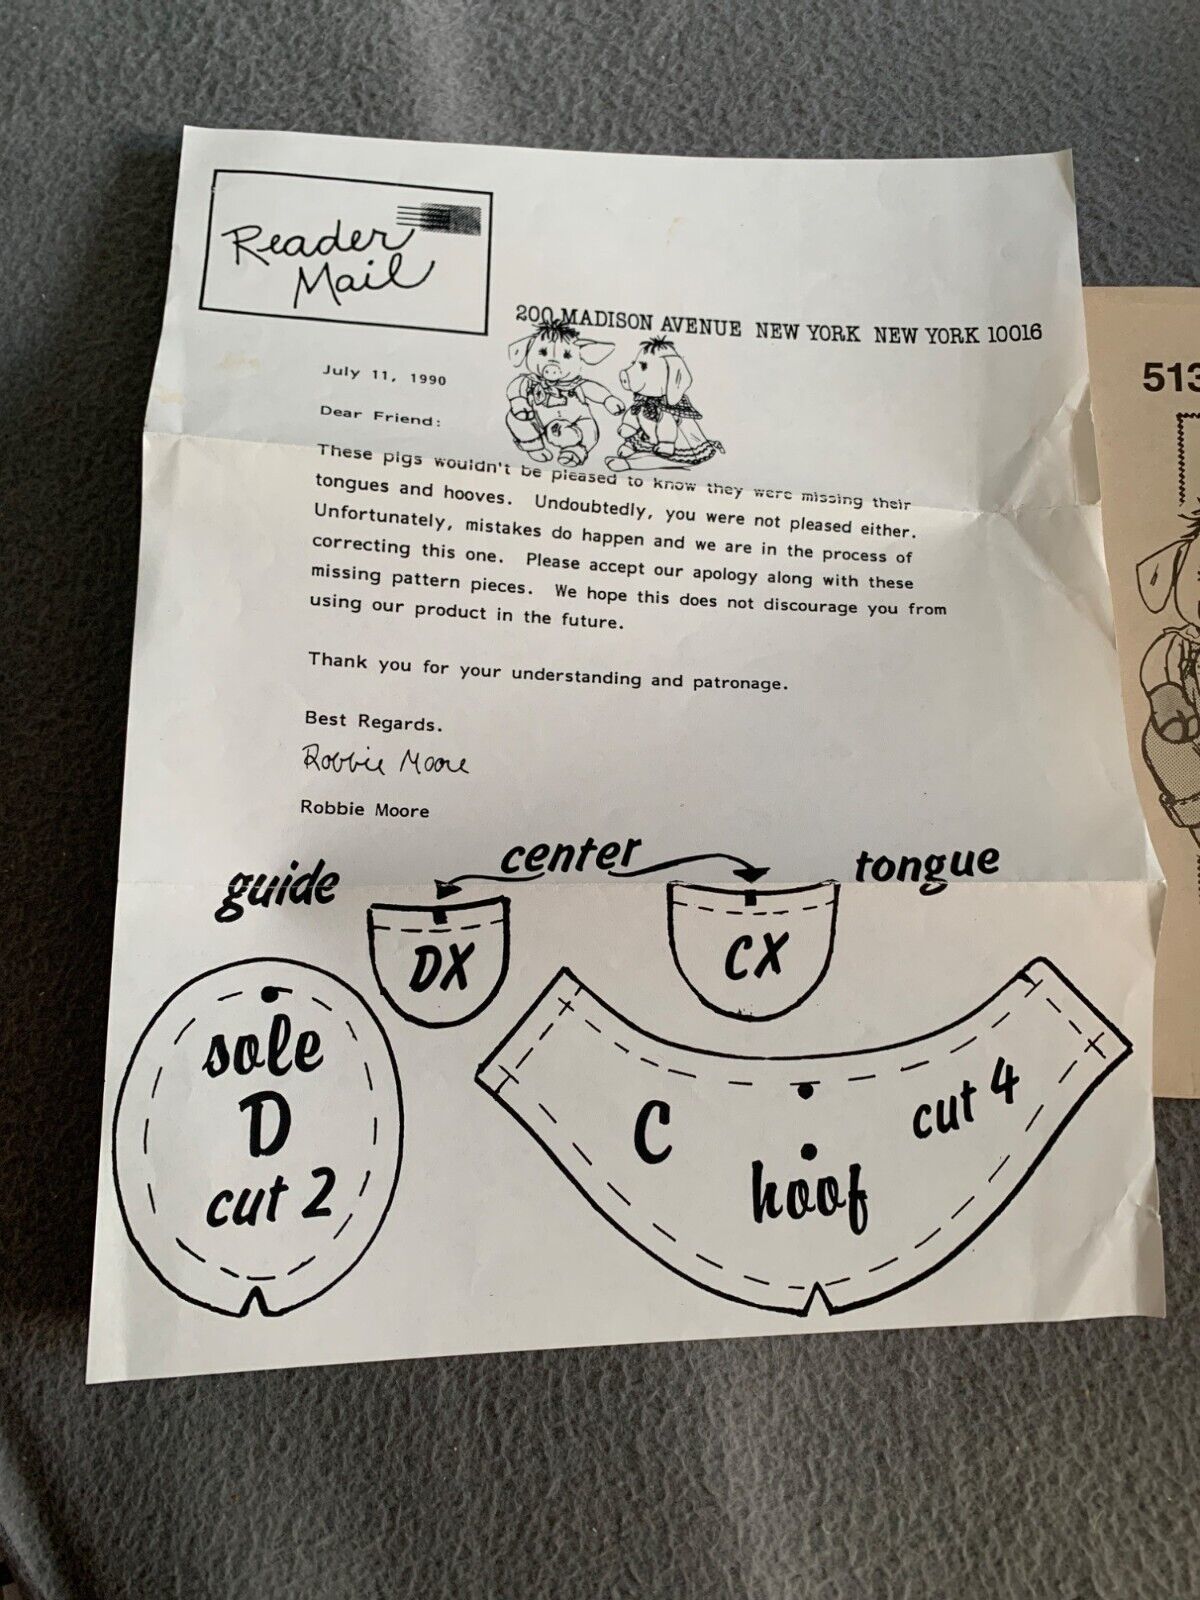 Reader
Mail
200 MADISON AVENUE NEW YORK NEW YORK 10016
July 11, 1990
Dear Friend:
These pigs wouldn't be pleased to know they were missing their
tongues and hooves. Undoubtedly, you were not pleased either.
Unfortunately, mistakes do happen and we are in the process of
correcting this one. Please accept our apology along with these
missing pattern pieces. We hope this does not discourage you from
using our product in the future.
Thank you for your understanding and patronage.
Best Regards.
Robbie Moore
Robbie Moore
guide
center
tongue
DX
CX
sole
D
cut 2
C
hoof
cut 4
513